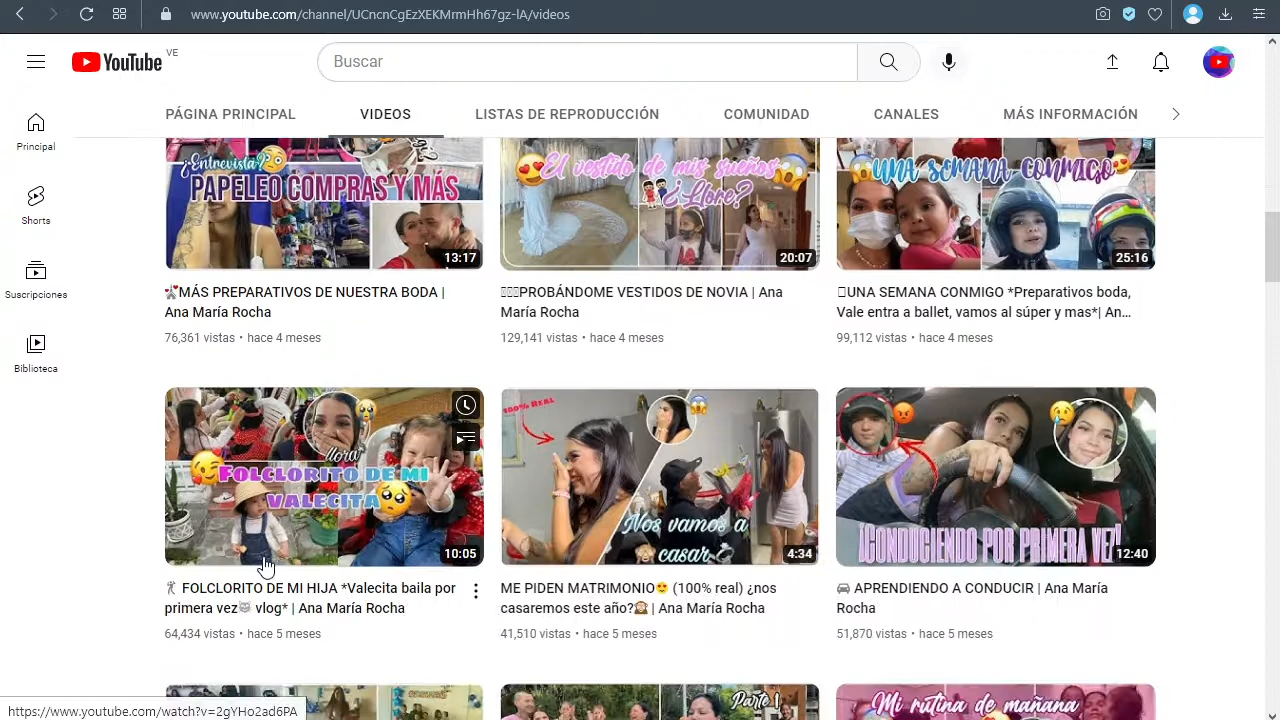 www.youtube.com/channel/UCncnCgEzXEKMrmHh67gz-lA/videos
YouTube VE
Buscar
PÁGINA PRINCIPAL
VIDEOS
LISTAS DE REPRODUCCIÓN
COMUNIDAD
CANALES
MÁS INFORMACIÓN
Principal
Shorts
Suscripciones
Biblioteca
¿Entrevista?
PAPELEO COMPRAS Y MAS
13:17
El vestido de mis sueños
¿Lloré?
20:07
UNA SEMANA CONMIGO
25:16
MÁS PREPARATIVOS DE NUESTRA BODA |
Ana María Rocha
76,361 vistas • hace 4 meses
PROBÁNDOME VESTIDOS DE NOVIA | Ana
María Rocha
129,141 vistas • hace 4 meses
UNA SEMANA CONMIGO *Preparativos boda,
Vale entra a ballet, vamos al súper y mas*| An...
99,112 vistas • hace 4 meses
llora
FOLCLORITO DE MI
VALECITA
10:05
100% REAL
Nos vamos a
casar
4:34
¡CONDUCIENDO POR PRIMERA VEZ!
12:40
FOLCLORITO DE MI HIJA *Valecita baila por
primera vez🐱 vlog* | Ana María Rocha
64,434 vistas • hace 5 meses
ME PIDEN MATRIMONIO😍 (100% real) ¿nos
casaremos este año?🙈 | Ana María Rocha
41,510 vistas • hace 5 meses
🚘 APRENDIENDO A CONDUCIR | Ana María
Rocha
51,870 vistas • hace 5 meses
Parte 1
Mi rutina de mañana
https://www.youtube.com/watch?v=2gYHo2ad6PA